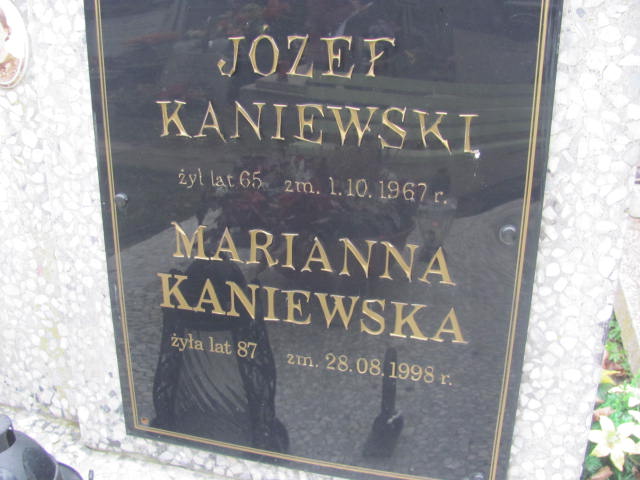 JÓZEF
KANIEWSKI
żył lat 65 zm. 1.10.1967 r.
MARIANNA
KANIEWSKA
żyła lat 87 zm. 28.08.1998 r.